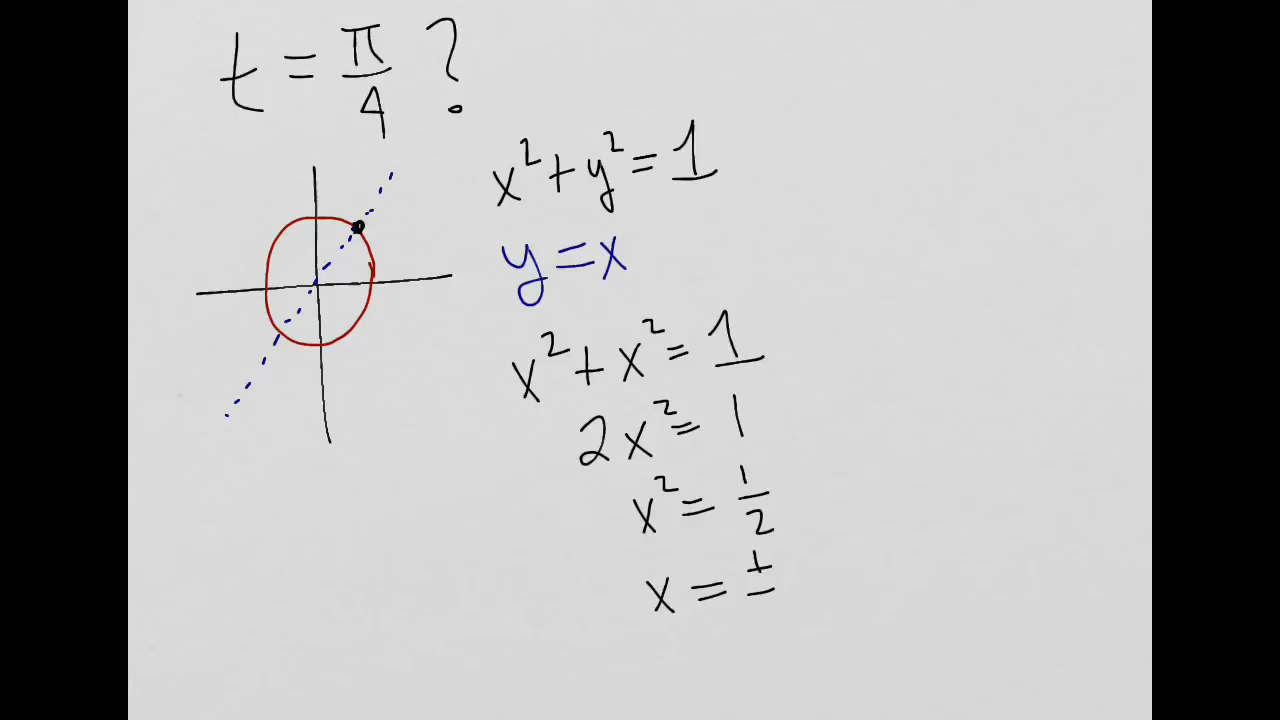 t = π/4 ?
x² + y² = 1
y = x
x² + x² = 1
2x² = 1
x² = 1/2
x = ±